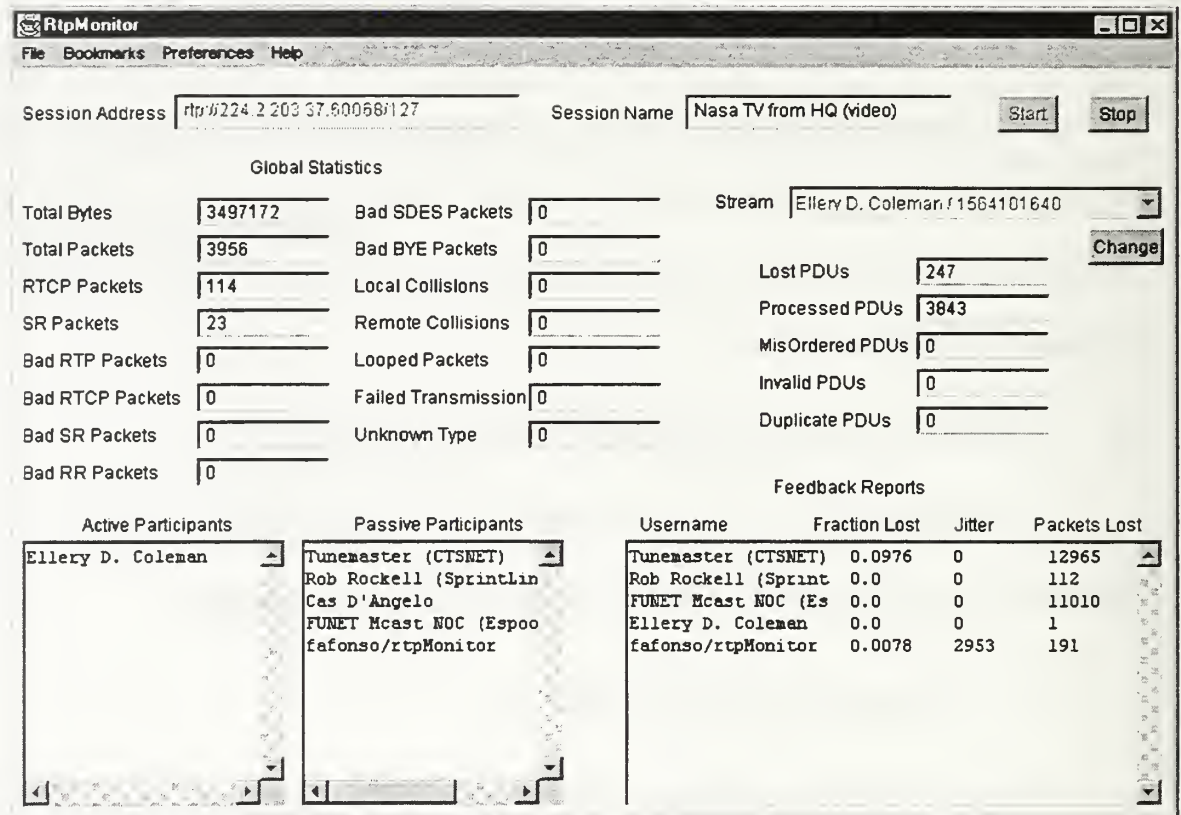 RtpMonitor
File Bookmarks Preferences Help
Session Address rtp://224.2.203.37.60068/127 Session Name Nasa TV from HQ (video) Start Stop
Global Statistics
Stream Ellery D. Coleman / 1564101640
Change
Total Bytes 3497172
Total Packets 3956
RTCP Packets 114
SR Packets 23
Bad RTP Packets 0
Bad RTCP Packets 0
Bad SR Packets 0
Bad RR Packets 0
Bad SDES Packets 0
Bad BYE Packets 0
Local Collisions 0
Remote Collisions 0
Looped Packets 0
Failed Transmission 0
Unknown Type 0
Lost PDUs 247
Processed PDUs 3843
MisOrdered PDUs 0
Invalid PDUs 0
Duplicate PDUs 0
Active Participants
Ellery D. Coleman
Passive Participants
Tunemaster (CTSNET)
Rob Rockell (SprintLin
Cas D'Angelo
FUNET Mcast NOC (Espoo
fafonso/rtpMonitor
Feedback Reports
Username Fraction Lost Jitter Packets Lost
Tunemaster (CTSNET) 0.0976 0 12965
Rob Rockell (Sprint 0.0 0 112
FUNET Mcast NOC (Es 0.0 0 11010
Ellery D. Coleman 0.0 0 1
fafonso/rtpMonitor 0.0078 2953 191